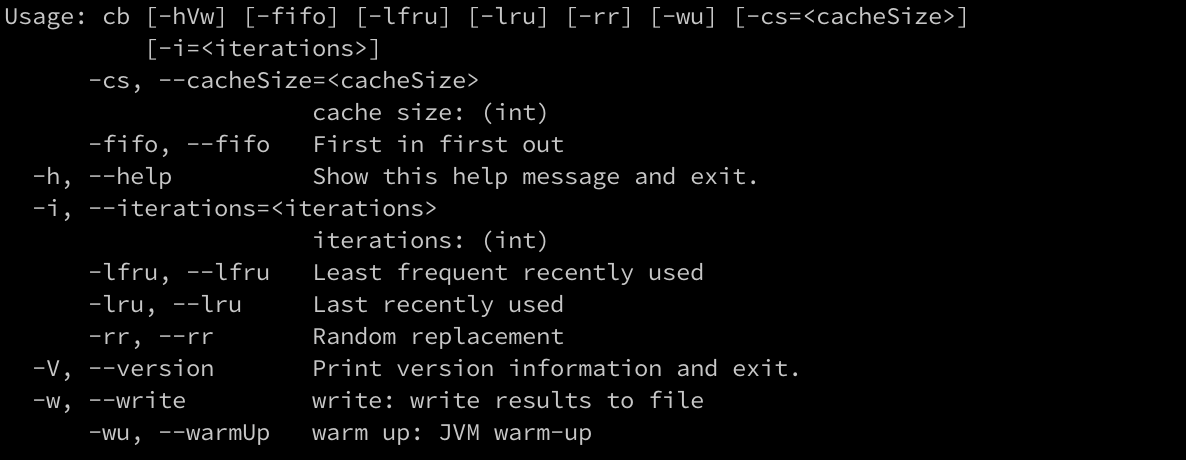 Usage: cb [-hVw] [-fifo] [-lfru] [-lru] [-rr] [-wu] [-cs=<cacheSize>]
          [-i=<iterations>]
      -cs, --cacheSize=<cacheSize>
                      cache size: (int)
      -fifo, --fifo   First in first out
  -h, --help          Show this help message and exit.
  -i, --iterations=<iterations>
                      iterations: (int)
      -lfru, --lfru   Least frequent recently used
      -lru, --lru     Last recently used
      -rr, --rr       Random replacement
  -V, --version       Print version information and exit.
  -w, --write         write: write results to file
      -wu, --warmUp   warm up: JVM warm-up